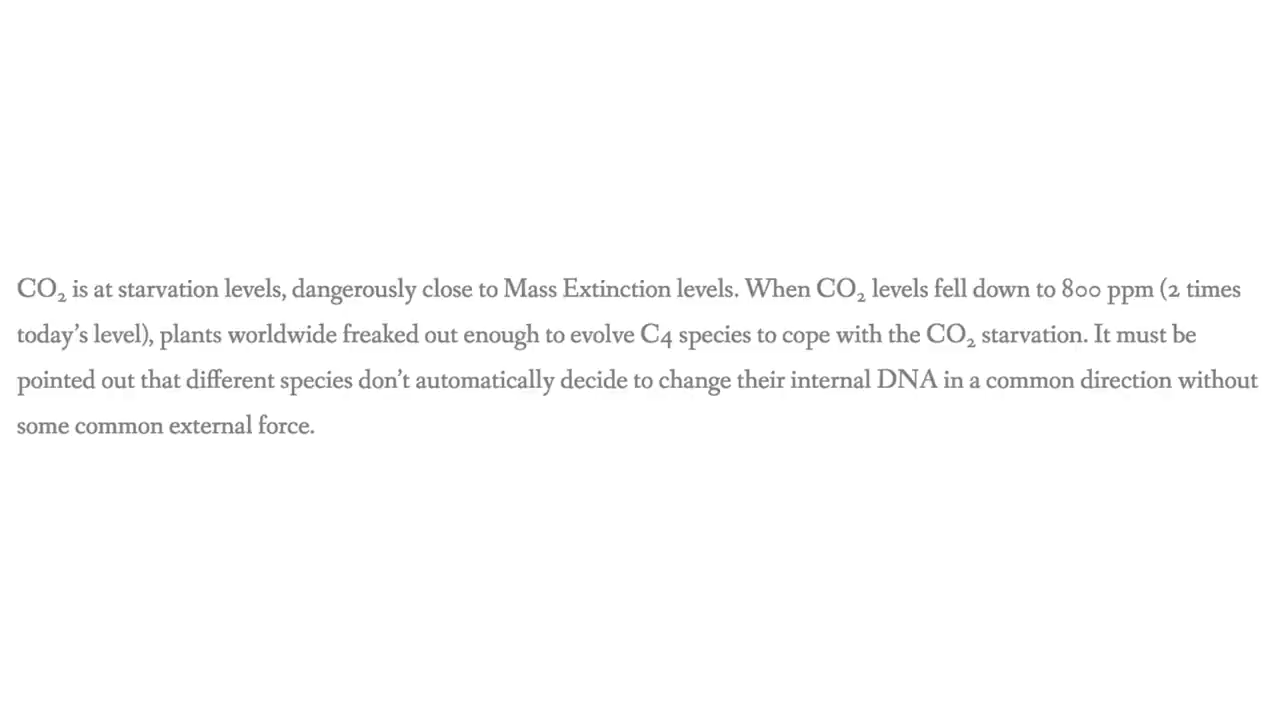 CO₂ is at starvation levels, dangerously close to Mass Extinction levels. When CO₂ levels fell down to 800 ppm (2 times
today’s level), plants worldwide freaked out enough to evolve C4 species to cope with the CO₂ starvation. It must be
pointed out that different species don’t automatically decide to change their internal DNA in a common direction without
some common external force.